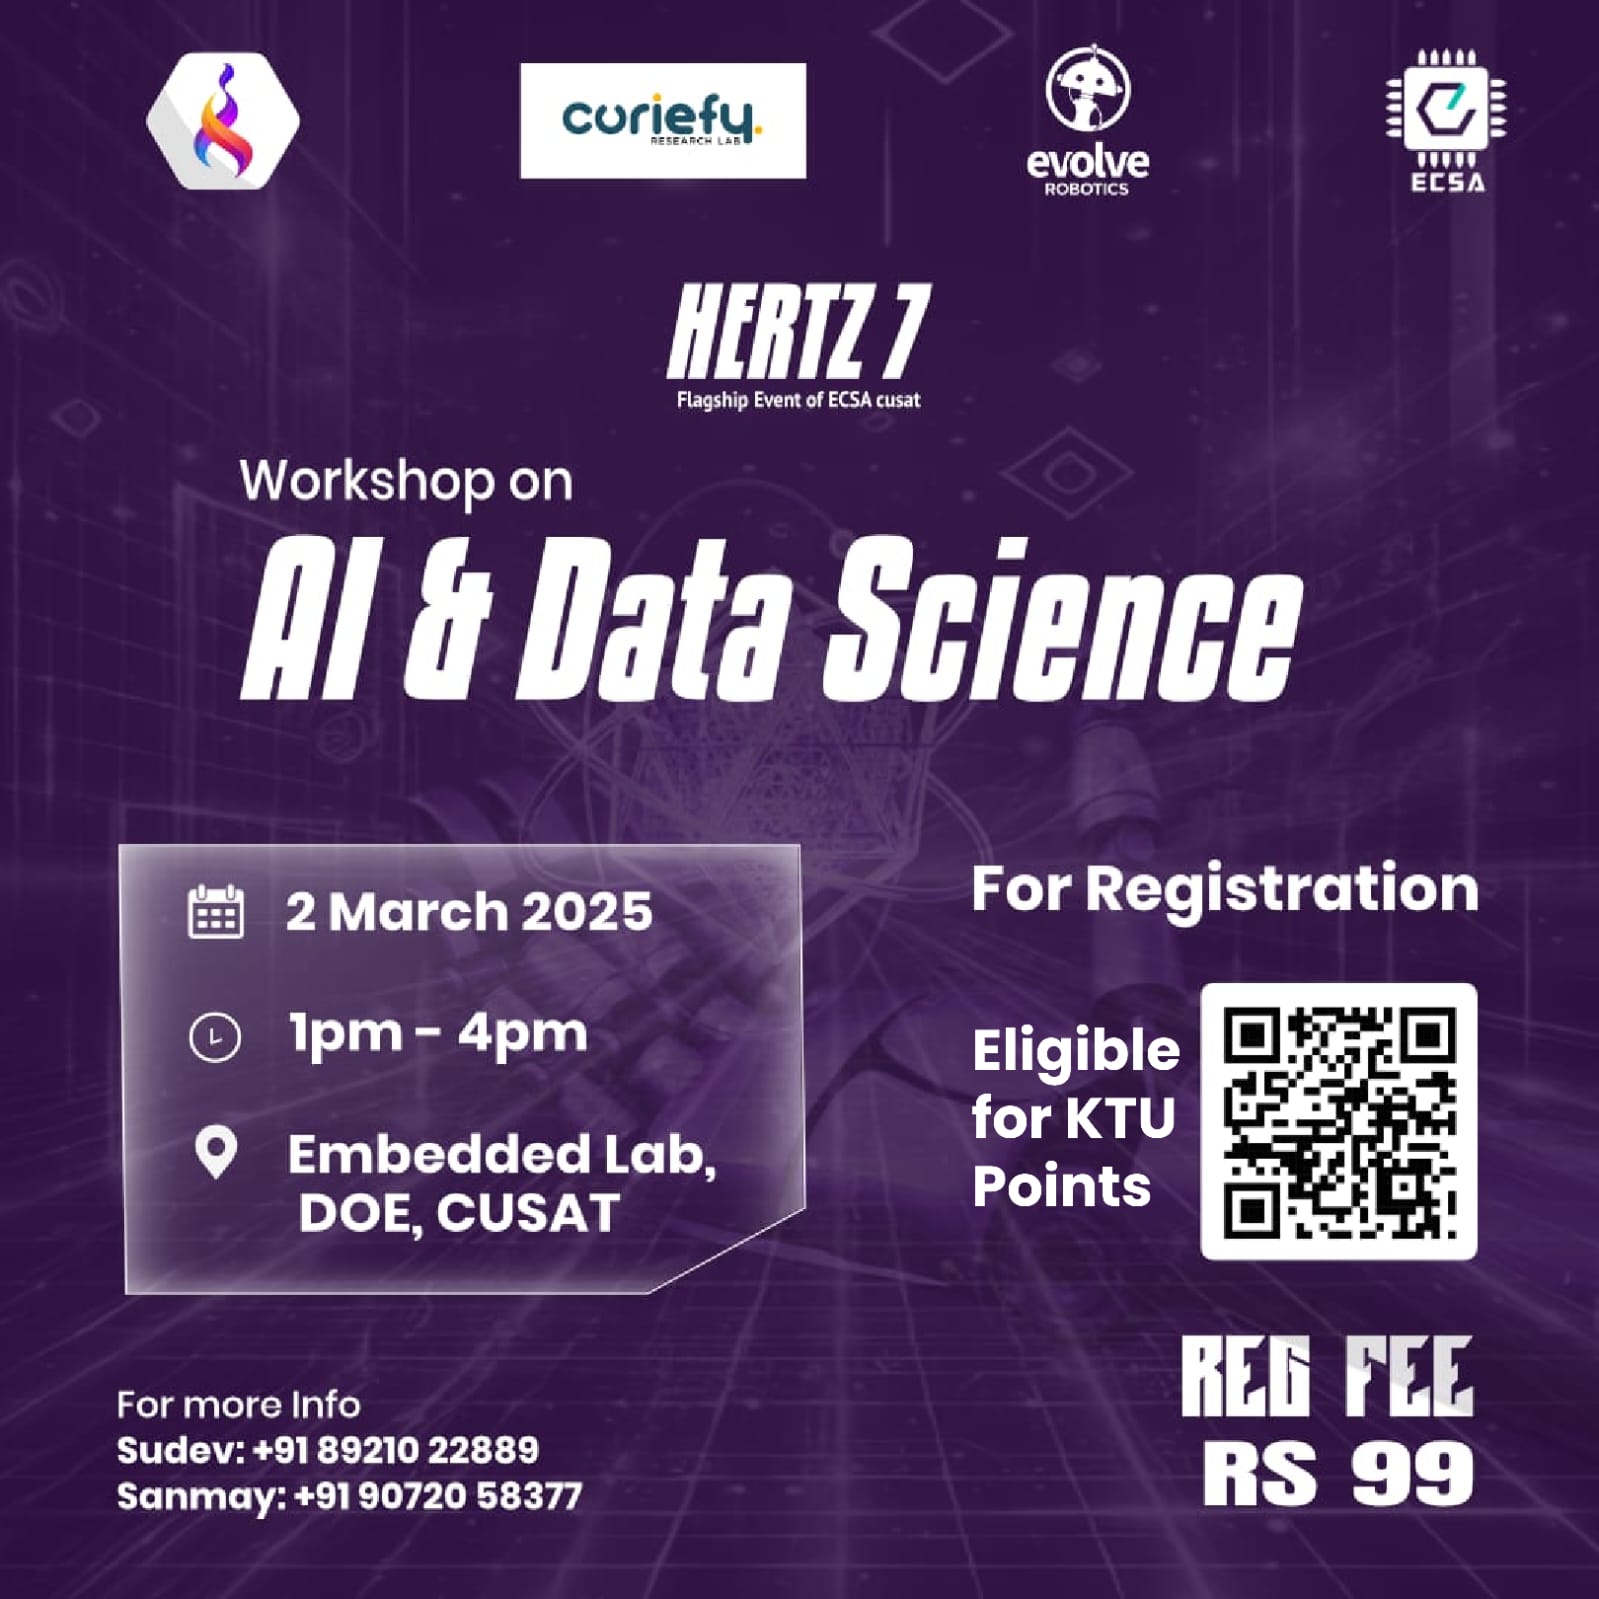 curiefy.
RESEARCH LAB
evolve
ROBOTICS
ECSA
HERTZ 7
Flagship Event of ECSA cusat
Workshop on
AI & Data Science
2 March 2025
1pm - 4pm
Embedded Lab,
DOE, CUSAT
For Registration
Eligible
for KTU
Points
REG FEE
RS 99
For more Info
Sudev: +91 89210 22889
Sanmay: +91 90720 58377